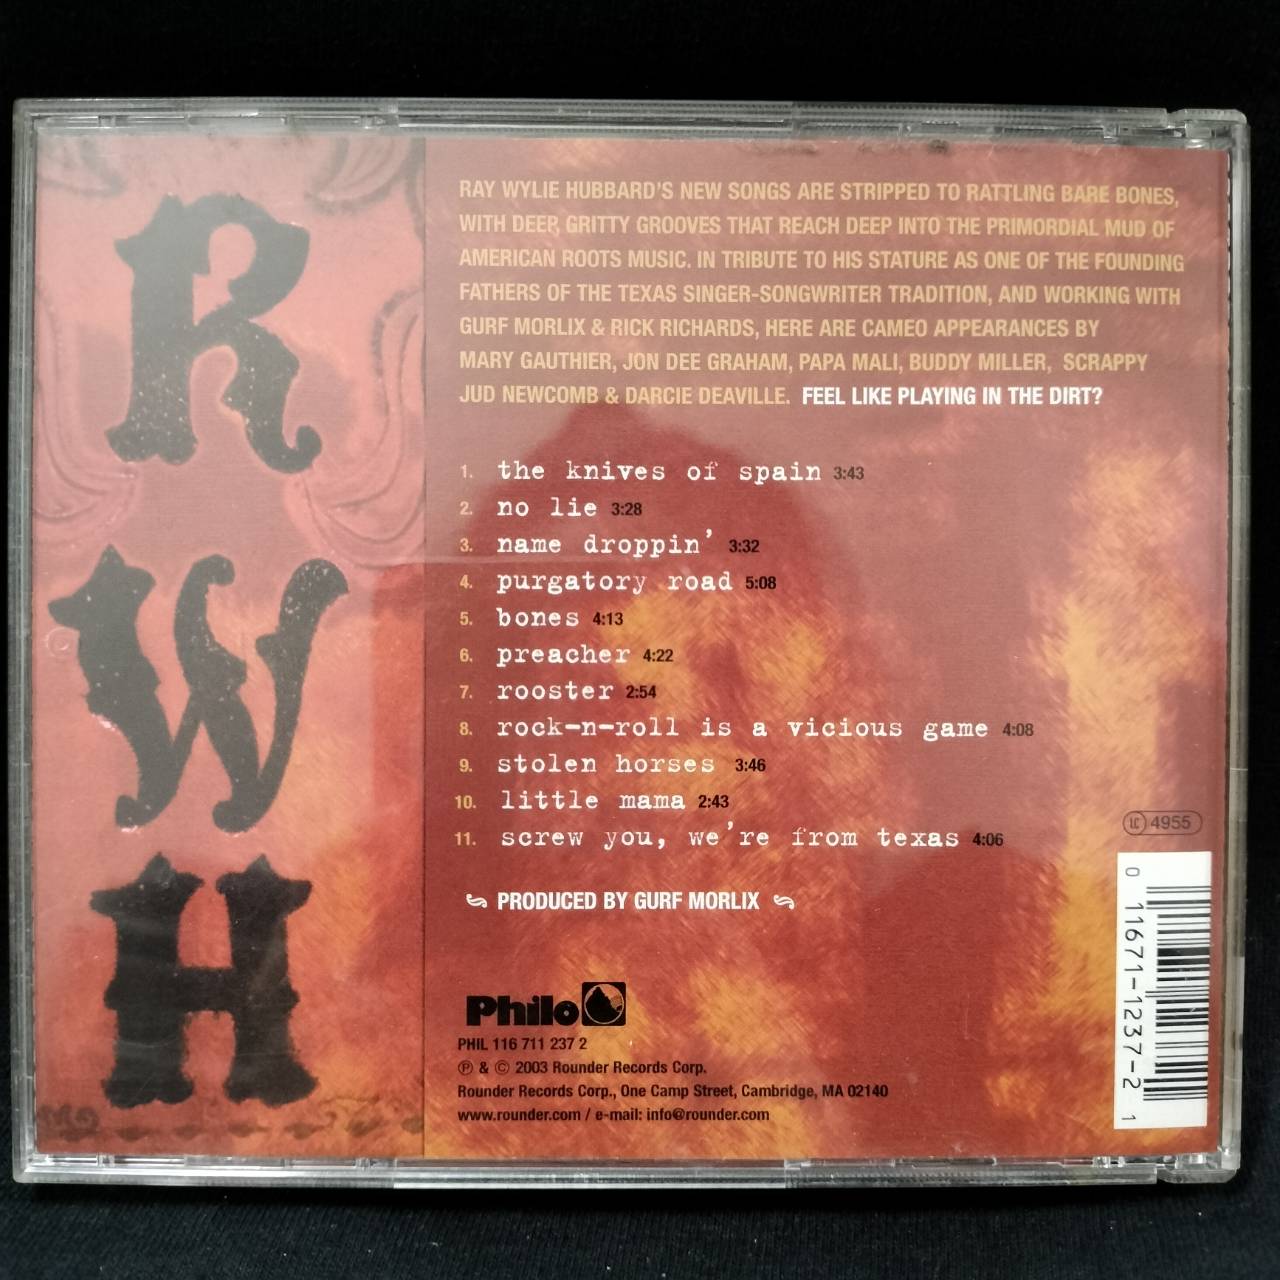 R
W
H
RAY WYLIE HUBBARD'S NEW SONGS ARE STRIPPED TO RATTLING BARE BONES,
WITH DEEP, GRITTY GROOVES THAT REACH DEEP INTO THE PRIMORDIAL MUD OF
AMERICAN ROOTS MUSIC. IN TRIBUTE TO HIS STATURE AS ONE OF THE FOUNDING
FATHERS OF THE TEXAS SINGER-SONGWRITER TRADITION, AND WORKING WITH
GURF MORLIX & RICK RICHARDS, HERE ARE CAMEO APPEARANCES BY
MARY GAUTHIER, JON DEE GRAHAM, PAPA MALI, BUDDY MILLER, SCRAPPY
JUD NEWCOMB & DARCIE DEAVILLE. FEEL LIKE PLAYING IN THE DIRT?
1. the knives of spain 3:43
2. no lie 3:28
3. name droppin' 3:32
4. purgatory road 5:08
5. bones 4:13
6. preacher 4:22
7. rooster 2:54
8. rock-n-roll is a vicious game 4:08
9. stolen horses 3:46
10. little mama 2:43
11. screw you, we're from texas 4:06
PRODUCED BY GURF MORLIX
Philo
PHIL 116 711 237 2
℗ & © 2003 Rounder Records Corp.
Rounder Records Corp., One Camp Street, Cambridge, MA 02140
www.rounder.com / e-mail: info@rounder.com
LC 4955
0 11671-1237-2 1